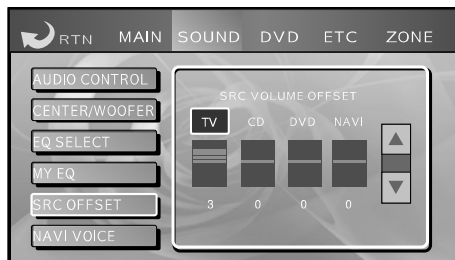 RTN MAIN SOUND DVD ETC ZONE
AUDIO CONTROL
CENTER/WOOFER
EQ SELECT
MY EQ
SRC OFFSET
NAVI VOICE
SRC VOLUME OFFSET
TV CD DVD NAVI
3 0 0 0